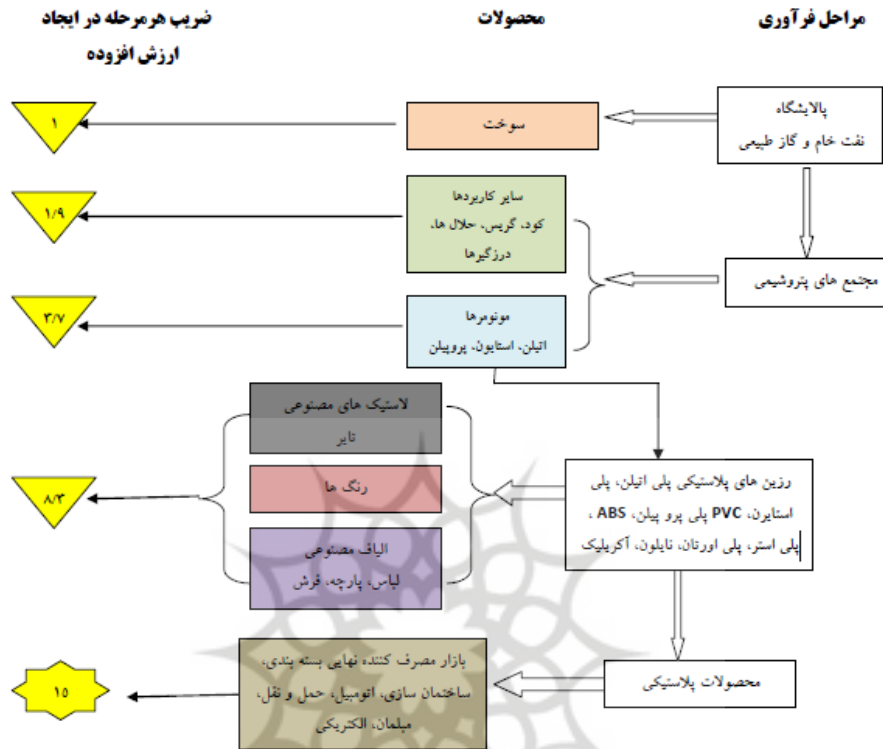 مراحل فرآوری
محصولات
ضریب هرمرحله در ایجاد
ارزش افزوده
پالایشگاه
نفت خام و گاز طبیعی
سوخت
۱
سایر کاربردها
کود، گریس، حلال ها،
درزگیرها
۱/۹
مجتمع های پتروشیمی
مونومرها
اتیلن، استایون، پروپیلن
۳/۷
لاستیک های مصنوعی
تایر
رنگ ها
الیاف مصنوعی
لباس، پارچه، فرش
۸/۳
رزین های پلاستیکی پلی اتیلن، پلی
استایرن، PVC پلی پرو پیلن، ABS ،
پلی استر، پلی اورتان، نایلون، آکریلیک
محصولات پلاستیکی
بازار مصرف کننده نهایی بسته بندی،
ساختمان سازی، اتومبیل، حمل و نقل،
مبلمان، الکتریکی
۱۵